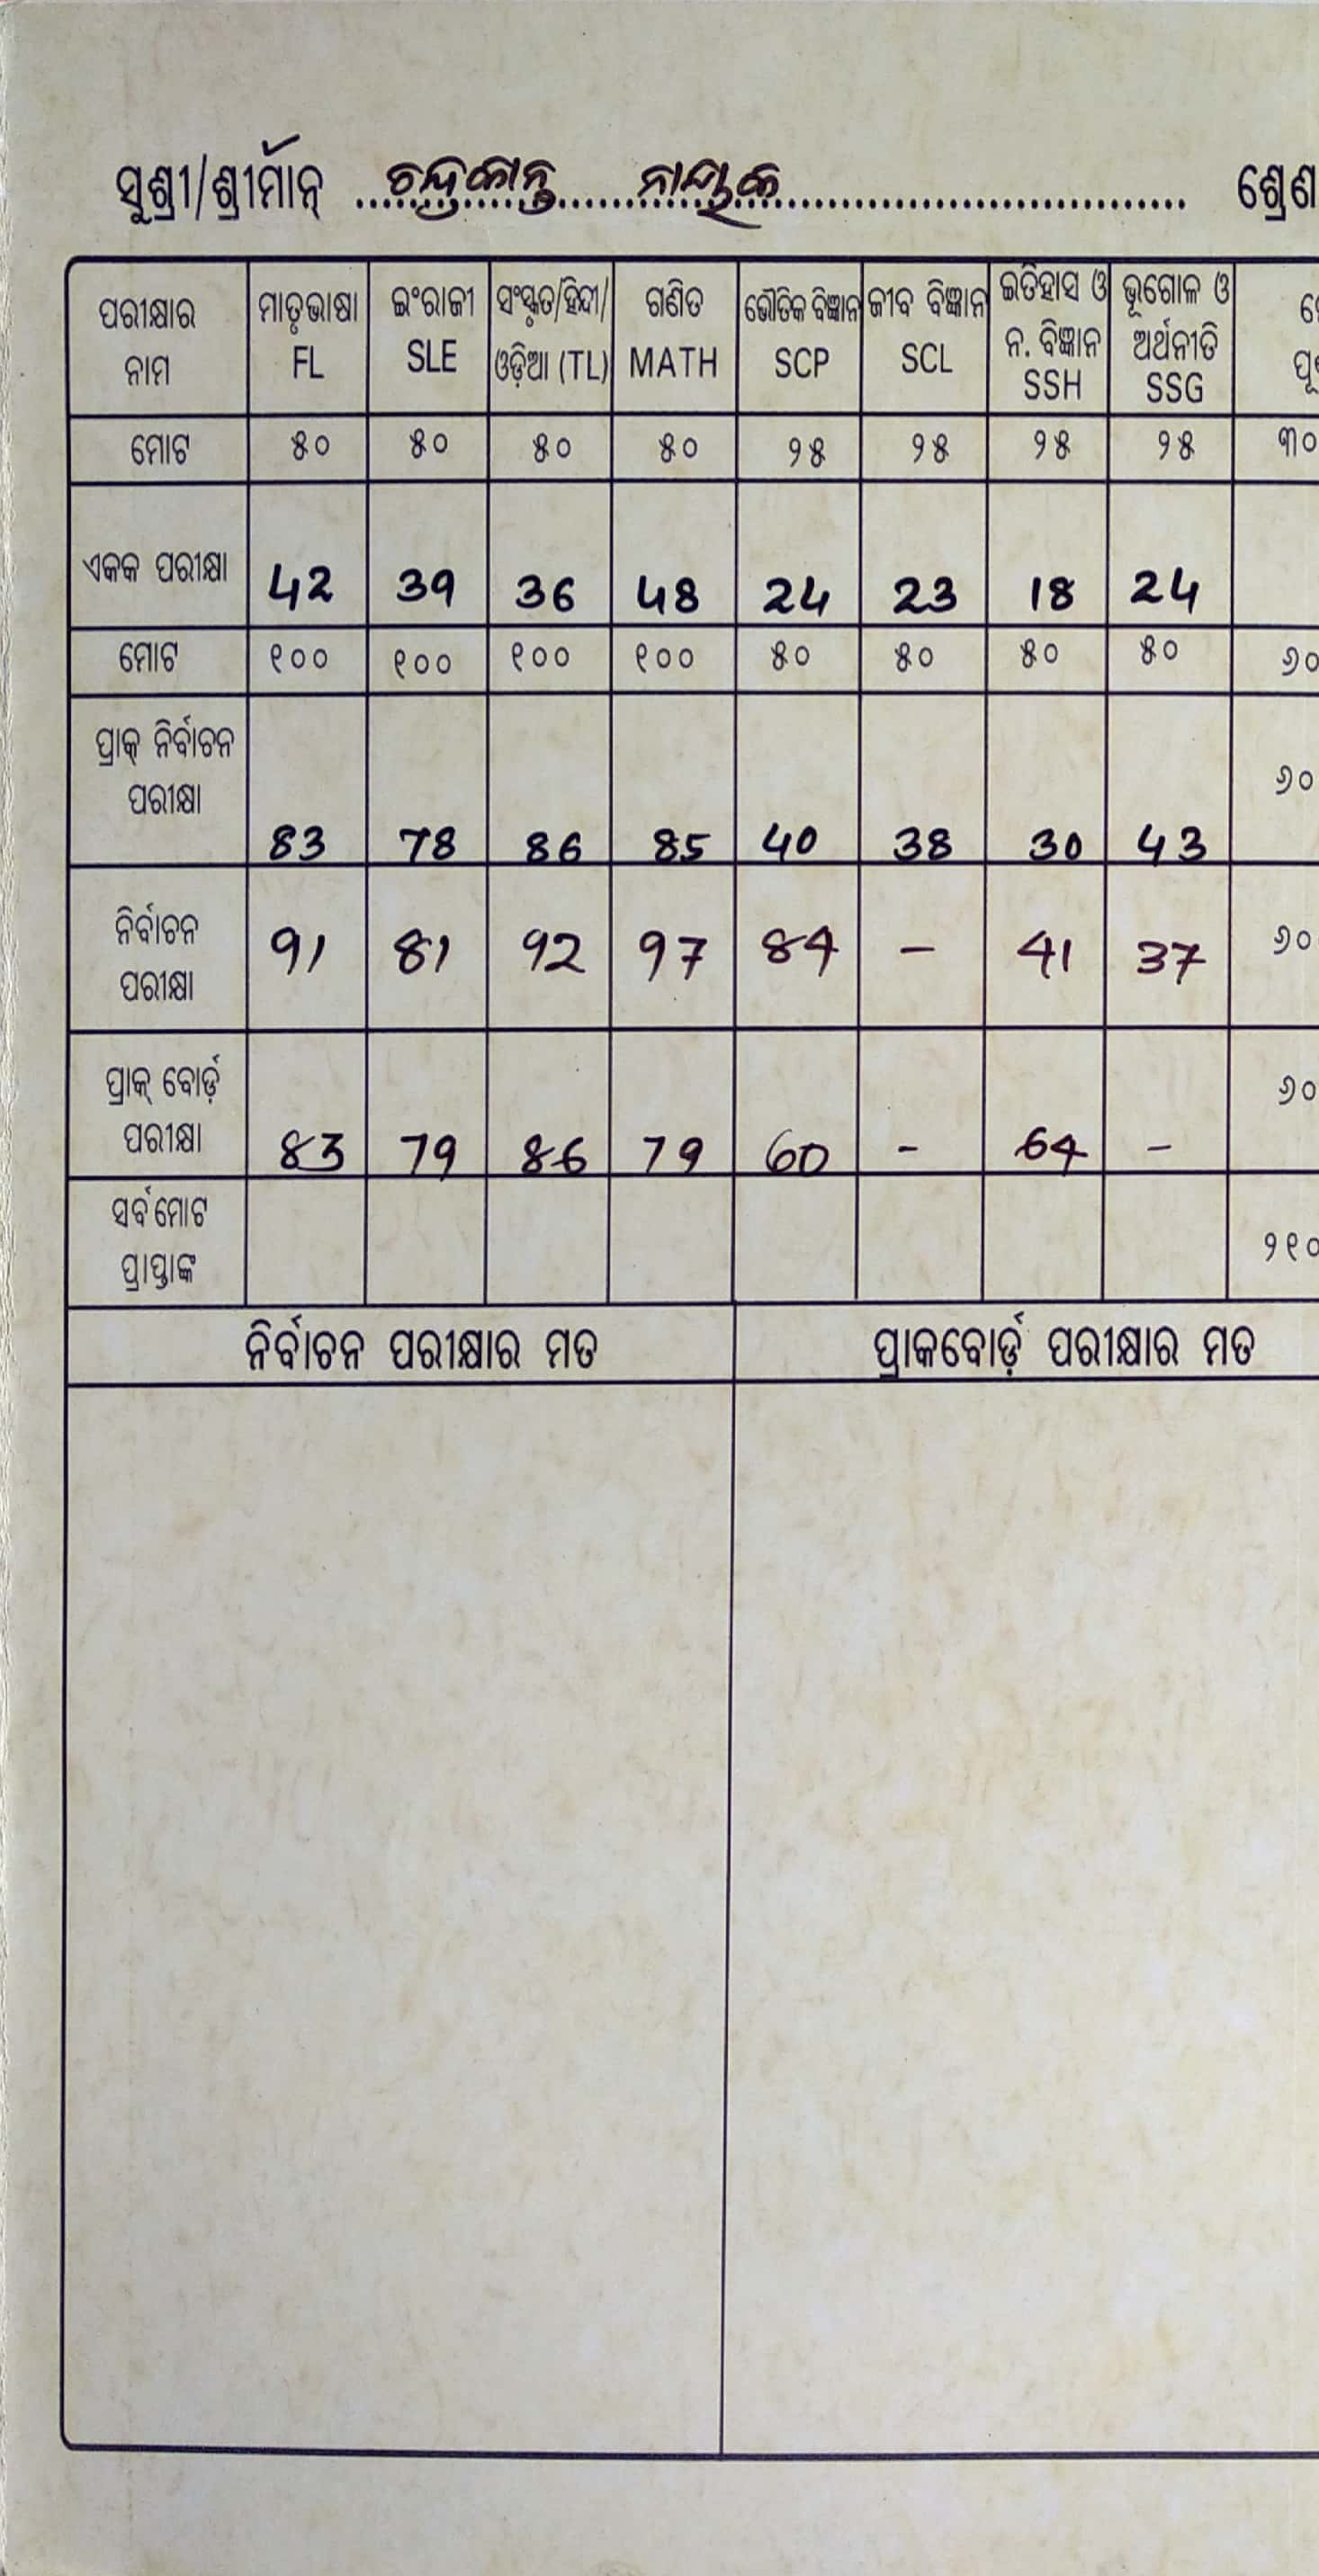 ସୁଶ୍ରୀ/ଶ୍ରୀମାନ୍ ଚନ୍ଦ୍ରକାନ୍ତ ନାୟକ
ପରୀକ୍ଷାର ନାମ ମାତୃଭାଷା FL ଇଂରାଜୀ SLE ସଂସ୍କୃତ/ହିନ୍ଦୀ/ଓଡ଼ିଆ (TL) ଗଣିତ MATH ଭୌତିକ ବିଜ୍ଞାନ SCP ଜୀବ ବିଜ୍ଞାନ SCL ଇତିହାସ ଓ ନ. ବିଜ୍ଞାନ SSH ଭୂଗୋଳ ଓ ଅର୍ଥନୀତି SSG
ମୋଟ ୫୦ ୫୦ ୫୦ ୫୦ ୨୫ ୨୫ ୨୫ ୨୫ ୩୦
ଏକକ ପରୀକ୍ଷା 42 39 36 48 24 23 18 24
ମୋଟ ୧୦୦ ୧୦୦ ୧୦୦ ୧୦୦ ୫୦ ୫୦ ୫୦ ୫୦ ୬୦
ପ୍ରାକ୍ ନିର୍ବାଚନ ପରୀକ୍ଷା 83 78 86 85 40 38 30 43 ୬୦
ନିର୍ବାଚନ ପରୀକ୍ଷା 91 81 92 97 84 - 41 37 ୬୦
ପ୍ରାକ୍ ବୋର୍ଡ଼ ପରୀକ୍ଷା 83 79 86 79 60 - 64 - ୬୦
ସର୍ବମୋଟ ପ୍ରାପ୍ତାଙ୍କ ୨୧୦
ନିର୍ବାଚନ ପରୀକ୍ଷାର ମତ ପ୍ରାକବୋର୍ଡ଼ ପରୀକ୍ଷାର ମତ